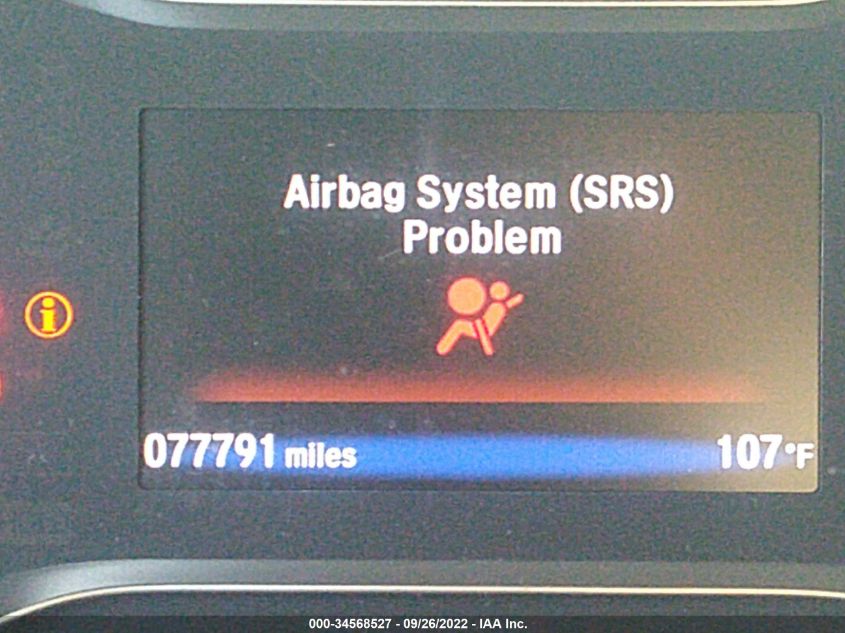 Airbag System (SRS)
Problem
i
077791 miles 107°F
000-34568527 - 09/26/2022 - IAA Inc.